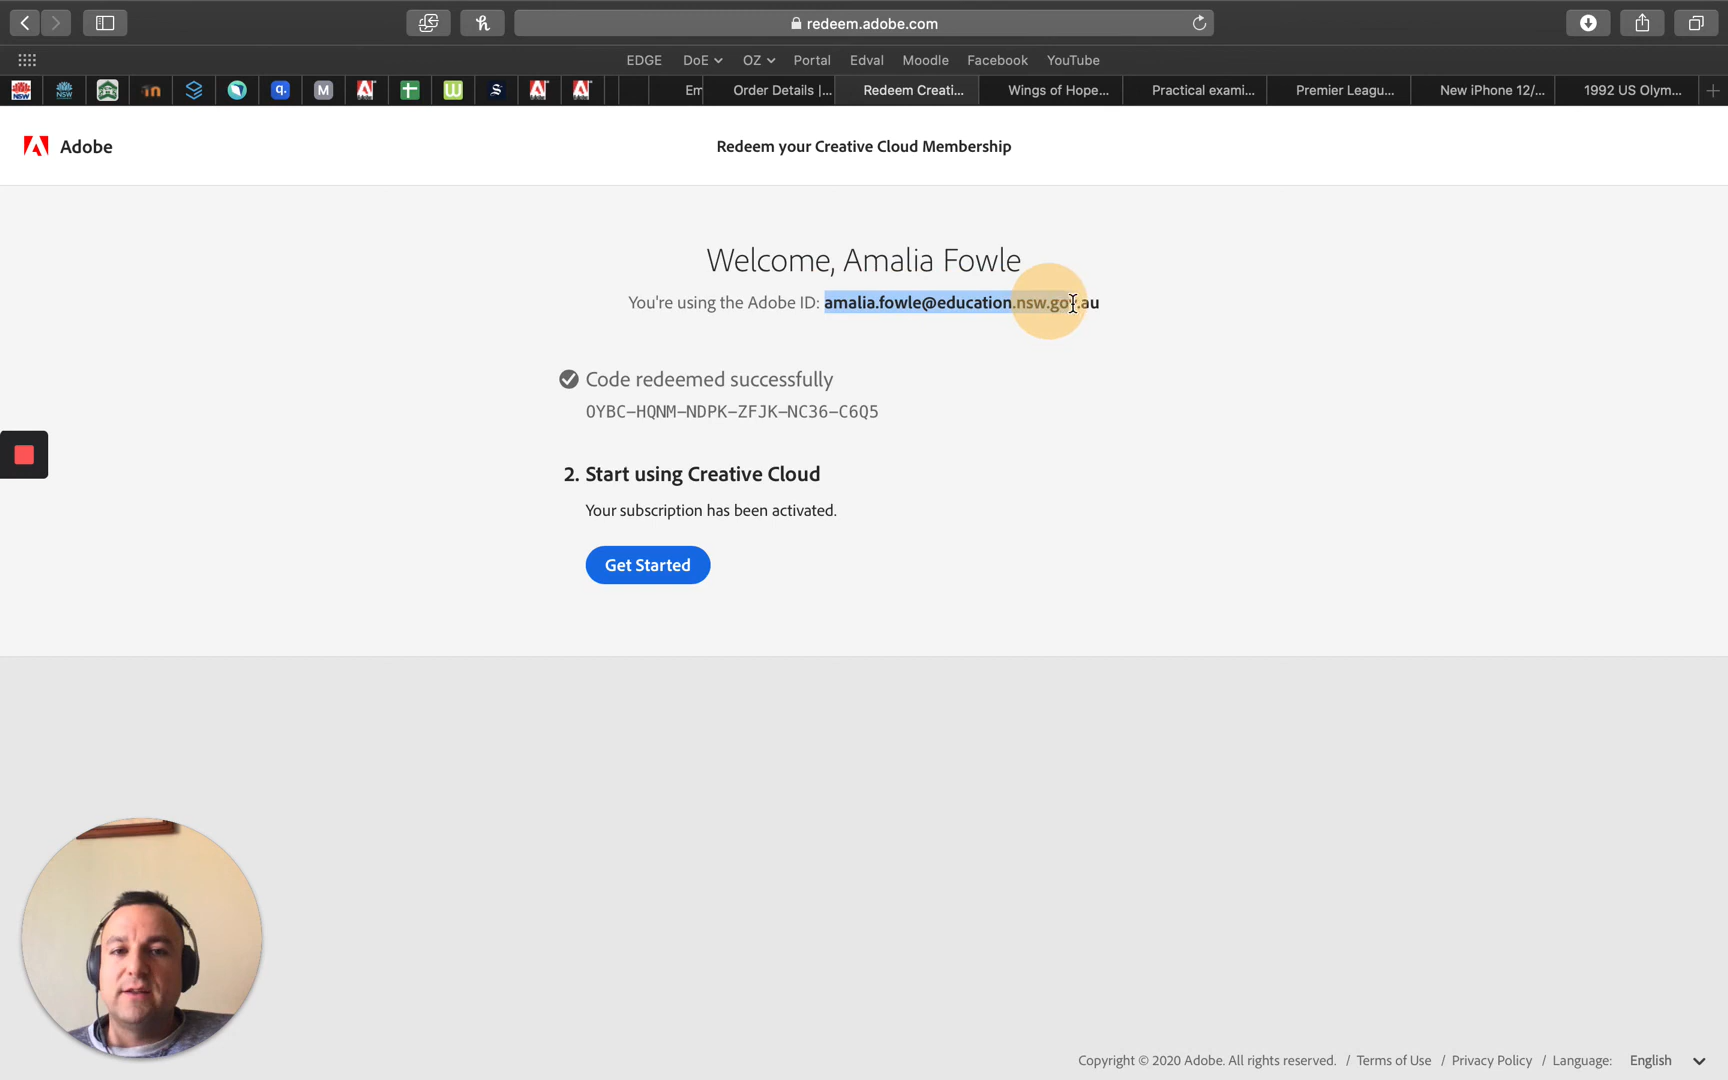 redeem.adobe.com
EDGE DoE OZ Portal Edval Moodle Facebook YouTube
Er Order Details |... Redeem Creati... Wings of Hope... Practical exami... Premier Leagu... New iPhone 12/... 1992 US Olym...
Adobe
Redeem your Creative Cloud Membership
Welcome, Amalia Fowle
You're using the Adobe ID: amalia.fowle@education.nsw.gov.au
Code redeemed successfully
0YBC-HQNM-NDPK-ZFJK-NC36-C6Q5
2. Start using Creative Cloud
Your subscription has been activated.
Get Started
Copyright © 2020 Adobe. All rights reserved. / Terms of Use / Privacy Policy / Language: English